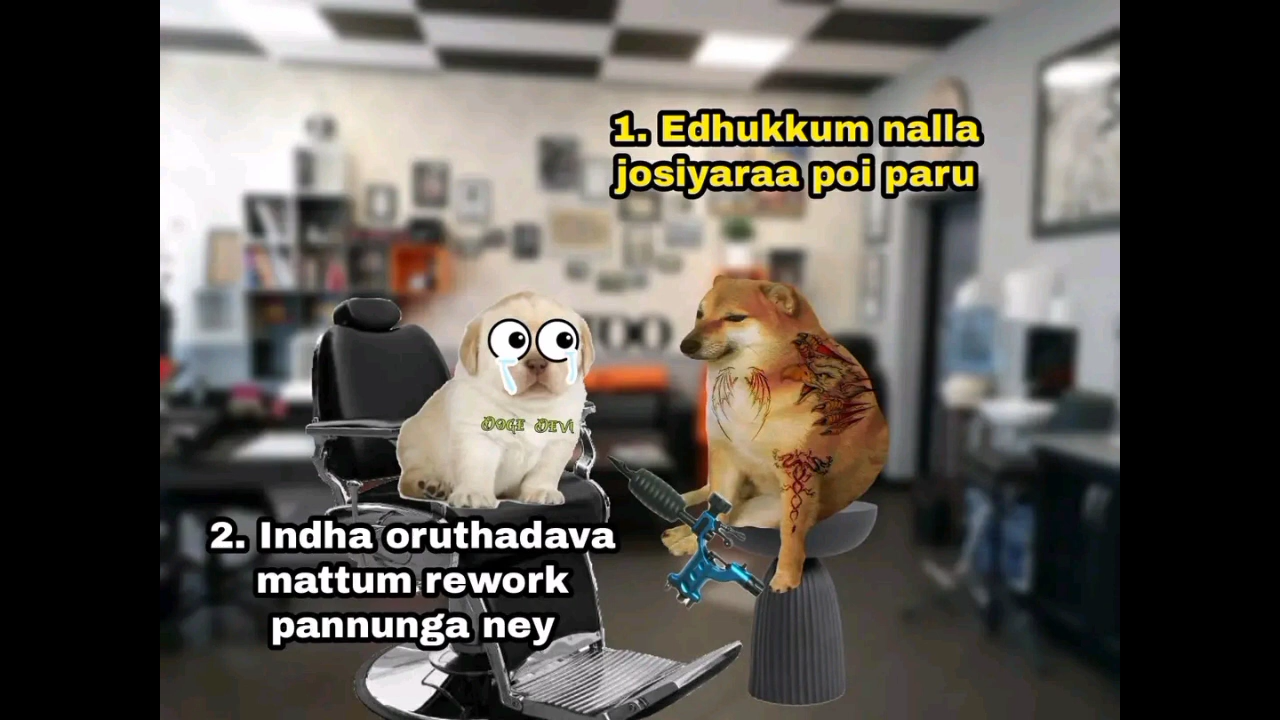 1. Edhukkum nalla
josiyaraa poi paru
DOGE DEVI
2. Indha oruthadava
mattum rework
pannunga ney